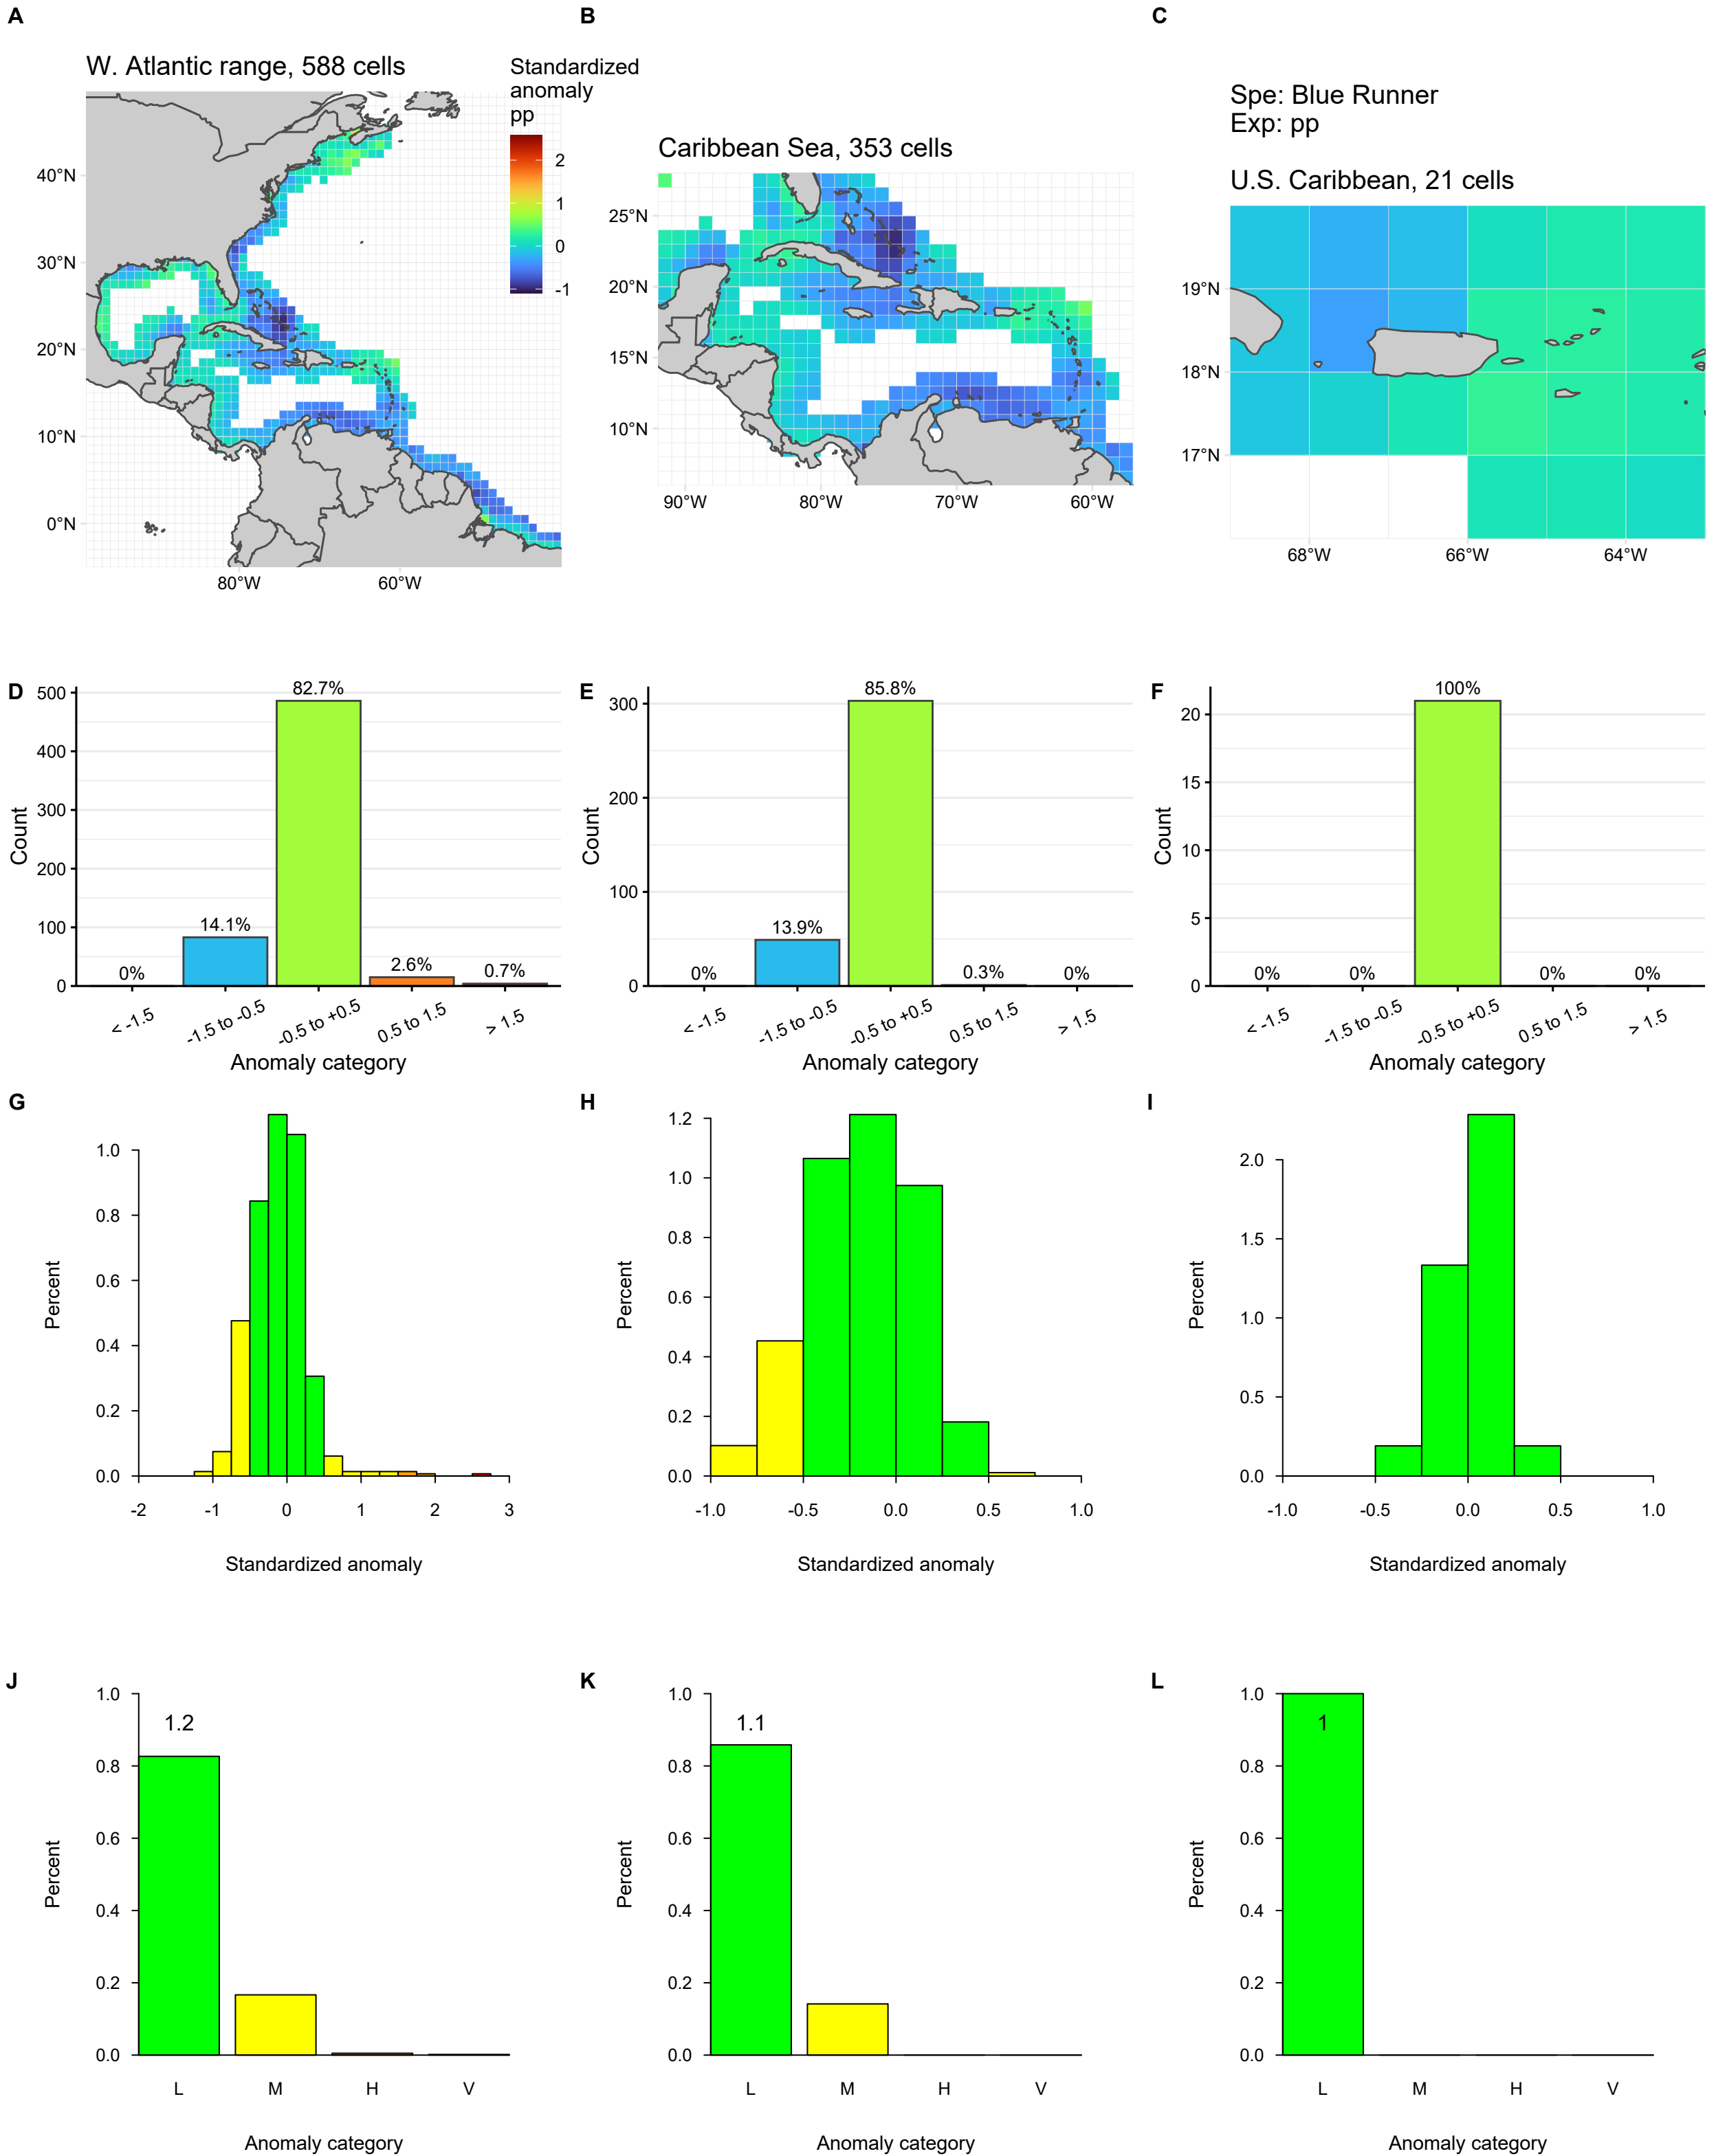 A
B
C
W. Atlantic range, 588 cells
Standardized
anomaly
pp
2
1
0
-1
40°N
30°N
20°N
10°N
0°N
80°W
60°W
Caribbean Sea, 353 cells
25°N
20°N
15°N
10°N
90°W
80°W
70°W
60°W
Spe: Blue Runner
Exp: pp
U.S. Caribbean, 21 cells
19°N
18°N
17°N
68°W
66°W
64°W
D
500
400
300
200
100
0
Count
0%
14.1%
82.7%
2.6%
0.7%
< -1.5
-1.5 to -0.5
-0.5 to +0.5
0.5 to 1.5
> 1.5
Anomaly category
E
300
200
100
0
Count
0%
13.9%
85.8%
0.3%
0%
< -1.5
-1.5 to -0.5
-0.5 to +0.5
0.5 to 1.5
> 1.5
Anomaly category
F
20
15
10
5
0
Count
0%
0%
100%
0%
0%
< -1.5
-1.5 to -0.5
-0.5 to +0.5
0.5 to 1.5
> 1.5
Anomaly category
G
1.0
0.8
0.6
0.4
0.2
0.0
Percent
-2
-1
0
1
2
3
Standardized anomaly
H
1.2
1.0
0.8
0.6
0.4
0.2
0.0
Percent
-1.0
-0.5
0.0
0.5
1.0
Standardized anomaly
I
2.0
1.5
1.0
0.5
0.0
Percent
-1.0
-0.5
0.0
0.5
1.0
Standardized anomaly
J
1.0
0.8
0.6
0.4
0.2
0.0
Percent
1.2
L
M
H
V
Anomaly category
K
1.0
0.8
0.6
0.4
0.2
0.0
Percent
1.1
L
M
H
V
Anomaly category
L
1.0
0.8
0.6
0.4
0.2
0.0
Percent
1
L
M
H
V
Anomaly category